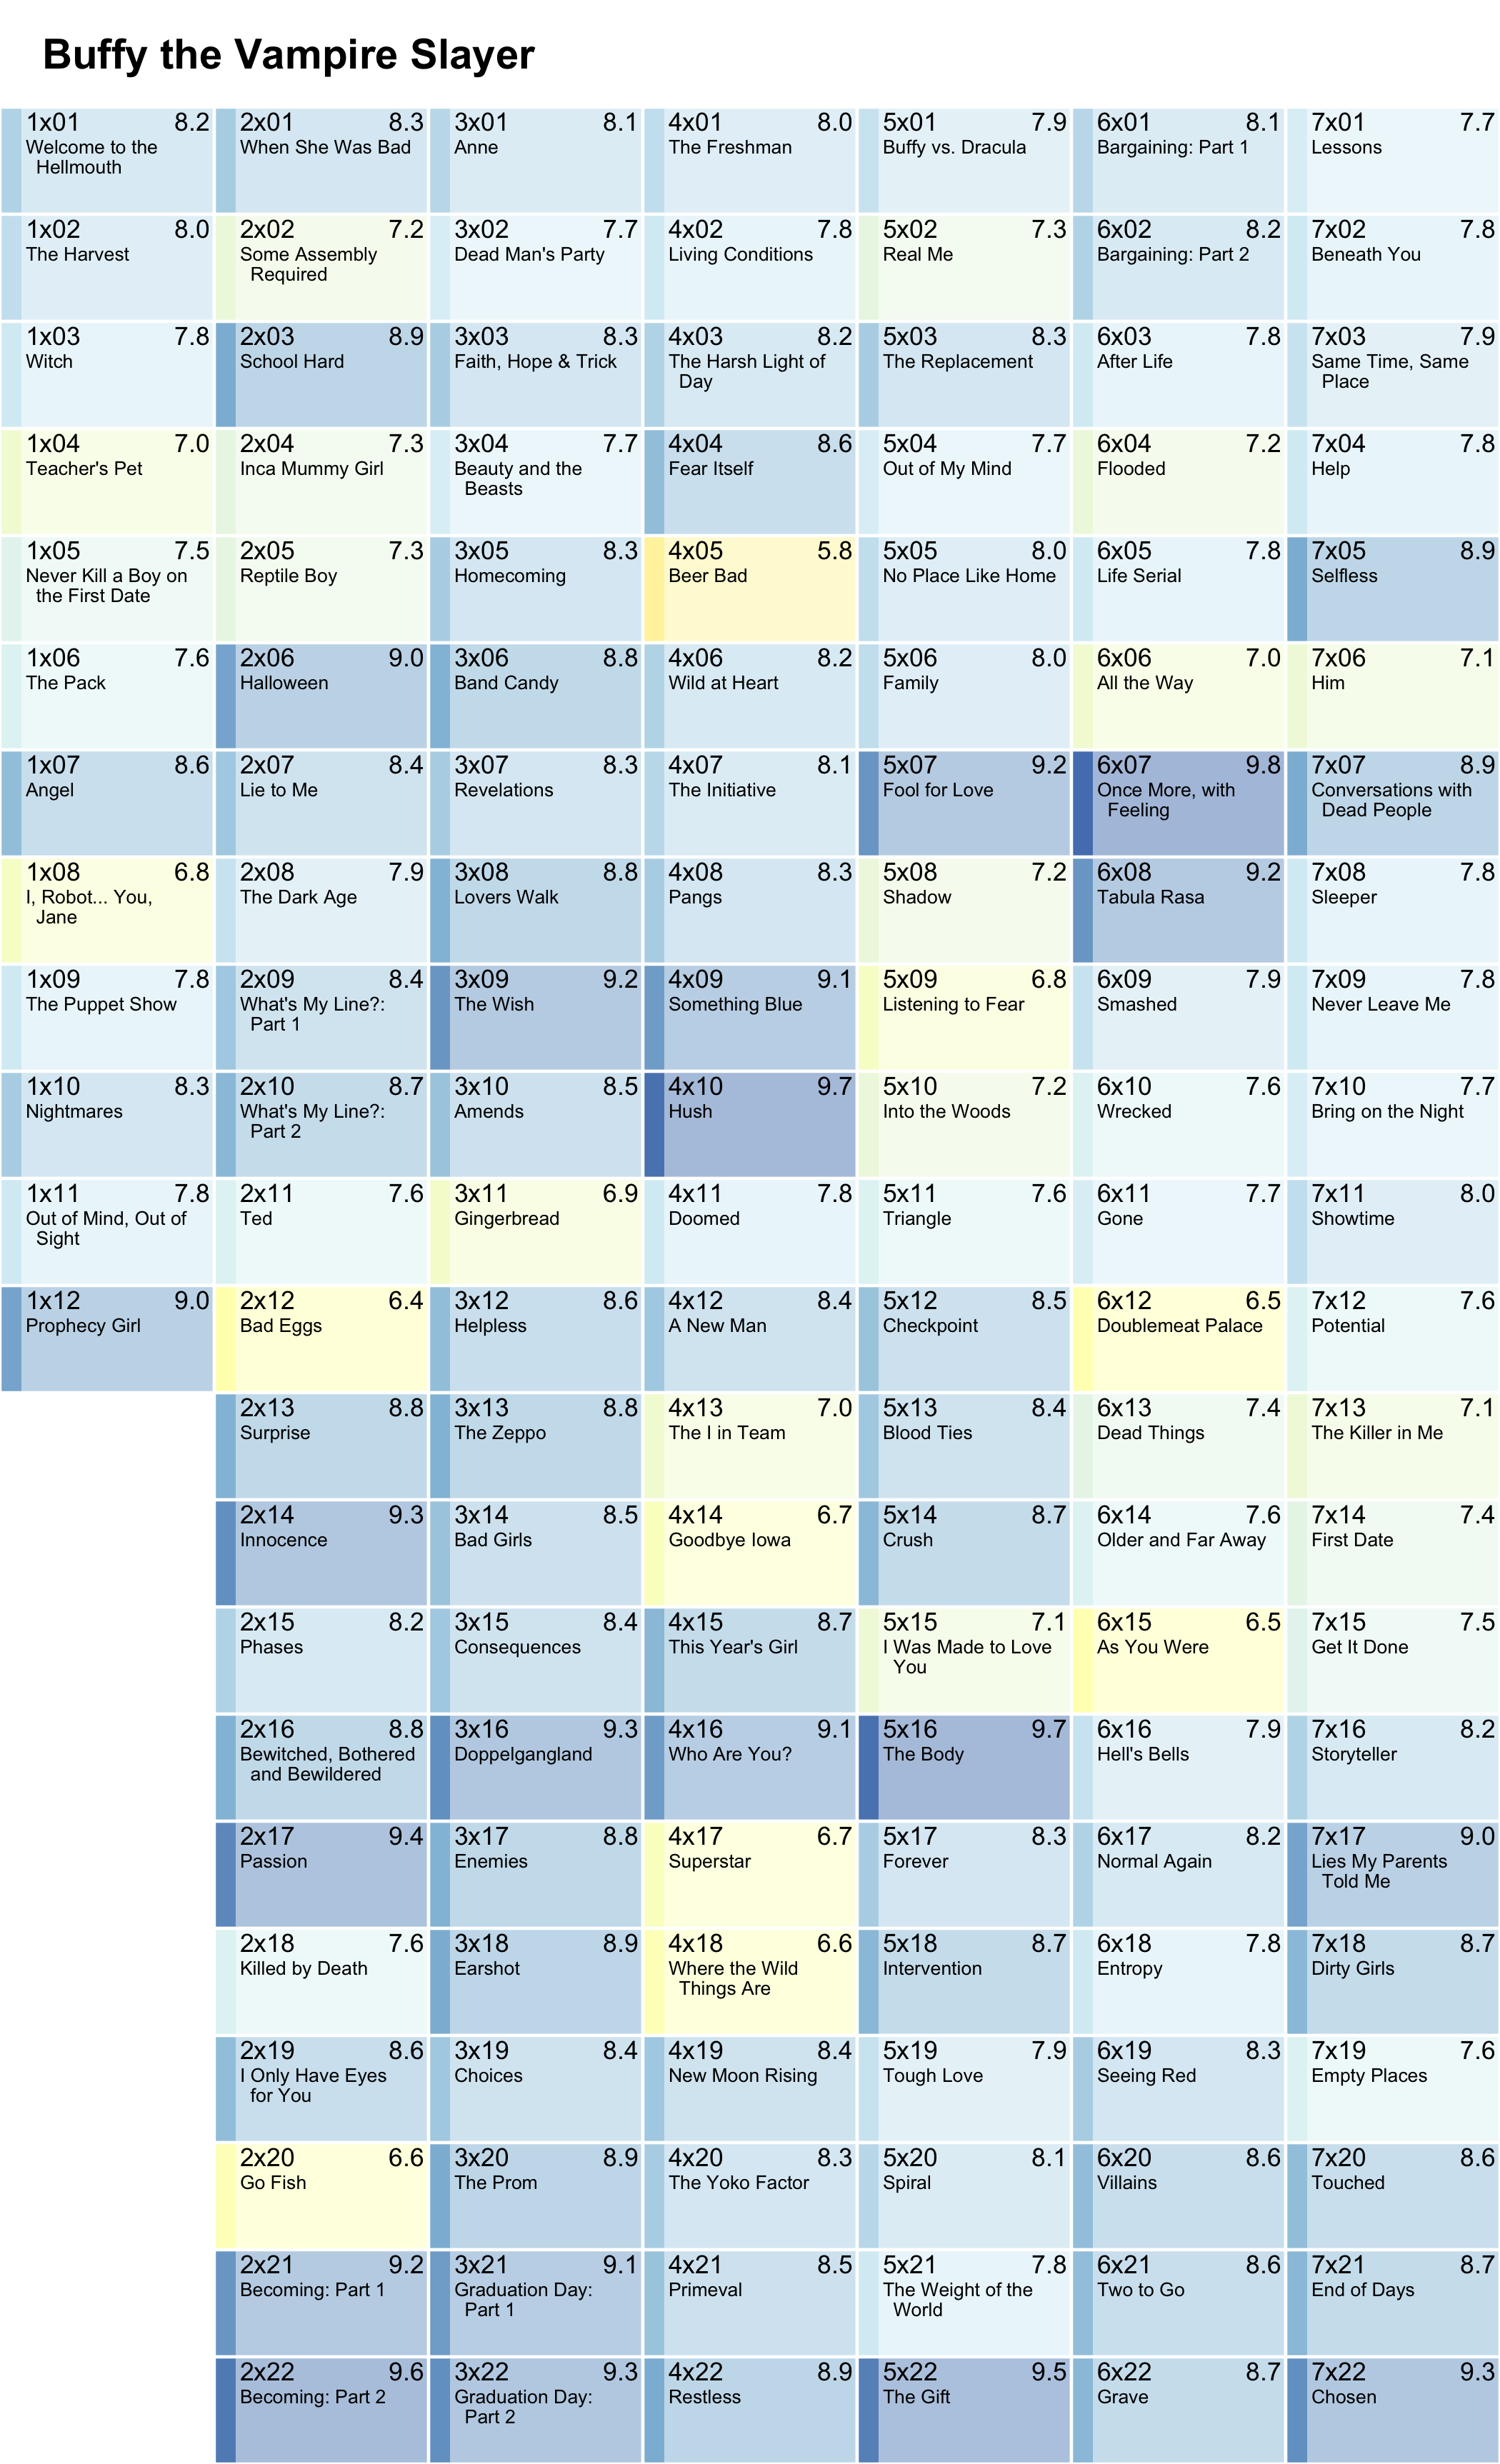 Buffy the Vampire Slayer
1x01 8.2
Welcome to the
Hellmouth
1x02 8.0
The Harvest
1x03 7.8
Witch
1x04 7.0
Teacher's Pet
1x05 7.5
Never Kill a Boy on
the First Date
1x06 7.6
The Pack
1x07 8.6
Angel
1x08 6.8
I, Robot... You,
Jane
1x09 7.8
The Puppet Show
1x10 8.3
Nightmares
1x11 7.8
Out of Mind, Out of
Sight
1x12 9.0
Prophecy Girl
2x01 8.3
When She Was Bad
2x02 7.2
Some Assembly
Required
2x03 8.9
School Hard
2x04 7.3
Inca Mummy Girl
2x05 7.3
Reptile Boy
2x06 9.0
Halloween
2x07 8.4
Lie to Me
2x08 7.9
The Dark Age
2x09 8.4
What's My Line?:
Part 1
2x10 8.7
What's My Line?:
Part 2
2x11 7.6
Ted
2x12 6.4
Bad Eggs
2x13 8.8
Surprise
2x14 9.3
Innocence
2x15 8.2
Phases
2x16 8.8
Bewitched, Bothered
and Bewildered
2x17 9.4
Passion
2x18 7.6
Killed by Death
2x19 8.6
I Only Have Eyes
for You
2x20 6.6
Go Fish
2x21 9.2
Becoming: Part 1
2x22 9.6
Becoming: Part 2
3x01 8.1
Anne
3x02 7.7
Dead Man's Party
3x03 8.3
Faith, Hope & Trick
3x04 7.7
Beauty and the
Beasts
3x05 8.3
Homecoming
3x06 8.8
Band Candy
3x07 8.3
Revelations
3x08 8.8
Lovers Walk
3x09 9.2
The Wish
3x10 8.5
Amends
3x11 6.9
Gingerbread
3x12 8.6
Helpless
3x13 8.8
The Zeppo
3x14 8.5
Bad Girls
3x15 8.4
Consequences
3x16 9.3
Doppelgangland
3x17 8.8
Enemies
3x18 8.9
Earshot
3x19 8.4
Choices
3x20 8.9
The Prom
3x21 9.1
Graduation Day:
Part 1
3x22 9.3
Graduation Day:
Part 2
4x01 8.0
The Freshman
4x02 7.8
Living Conditions
4x03 8.2
The Harsh Light of
Day
4x04 8.6
Fear Itself
4x05 5.8
Beer Bad
4x06 8.2
Wild at Heart
4x07 8.1
The Initiative
4x08 8.3
Pangs
4x09 9.1
Something Blue
4x10 9.7
Hush
4x11 7.8
Doomed
4x12 8.4
A New Man
4x13 7.0
The I in Team
4x14 6.7
Goodbye Iowa
4x15 8.7
This Year's Girl
4x16 9.1
Who Are You?
4x17 6.7
Superstar
4x18 6.6
Where the Wild
Things Are
4x19 8.4
New Moon Rising
4x20 8.3
The Yoko Factor
4x21 8.5
Primeval
4x22 8.9
Restless
5x01 7.9
Buffy vs. Dracula
5x02 7.3
Real Me
5x03 8.3
The Replacement
5x04 7.7
Out of My Mind
5x05 8.0
No Place Like Home
5x06 8.0
Family
5x07 9.2
Fool for Love
5x08 7.2
Shadow
5x09 6.8
Listening to Fear
5x10 7.2
Into the Woods
5x11 7.6
Triangle
5x12 8.5
Checkpoint
5x13 8.4
Blood Ties
5x14 8.7
Crush
5x15 7.1
I Was Made to Love
You
5x16 9.7
The Body
5x17 8.3
Forever
5x18 8.7
Intervention
5x19 7.9
Tough Love
5x20 8.1
Spiral
5x21 7.8
The Weight of the
World
5x22 9.5
The Gift
6x01 8.1
Bargaining: Part 1
6x02 8.2
Bargaining: Part 2
6x03 7.8
After Life
6x04 7.2
Flooded
6x05 7.8
Life Serial
6x06 7.0
All the Way
6x07 9.8
Once More, with
Feeling
6x08 9.2
Tabula Rasa
6x09 7.9
Smashed
6x10 7.6
Wrecked
6x11 7.7
Gone
6x12 6.5
Doublemeat Palace
6x13 7.4
Dead Things
6x14 7.6
Older and Far Away
6x15 6.5
As You Were
6x16 7.9
Hell's Bells
6x17 8.2
Normal Again
6x18 7.8
Entropy
6x19 8.3
Seeing Red
6x20 8.6
Villains
6x21 8.6
Two to Go
6x22 8.7
Grave
7x01 7.7
Lessons
7x02 7.8
Beneath You
7x03 7.9
Same Time, Same
Place
7x04 7.8
Help
7x05 8.9
Selfless
7x06 7.1
Him
7x07 8.9
Conversations with
Dead People
7x08 7.8
Sleeper
7x09 7.8
Never Leave Me
7x10 7.7
Bring on the Night
7x11 8.0
Showtime
7x12 7.6
Potential
7x13 7.1
The Killer in Me
7x14 7.4
First Date
7x15 7.5
Get It Done
7x16 8.2
Storyteller
7x17 9.0
Lies My Parents
Told Me
7x18 8.7
Dirty Girls
7x19 7.6
Empty Places
7x20 8.6
Touched
7x21 8.7
End of Days
7x22 9.3
Chosen